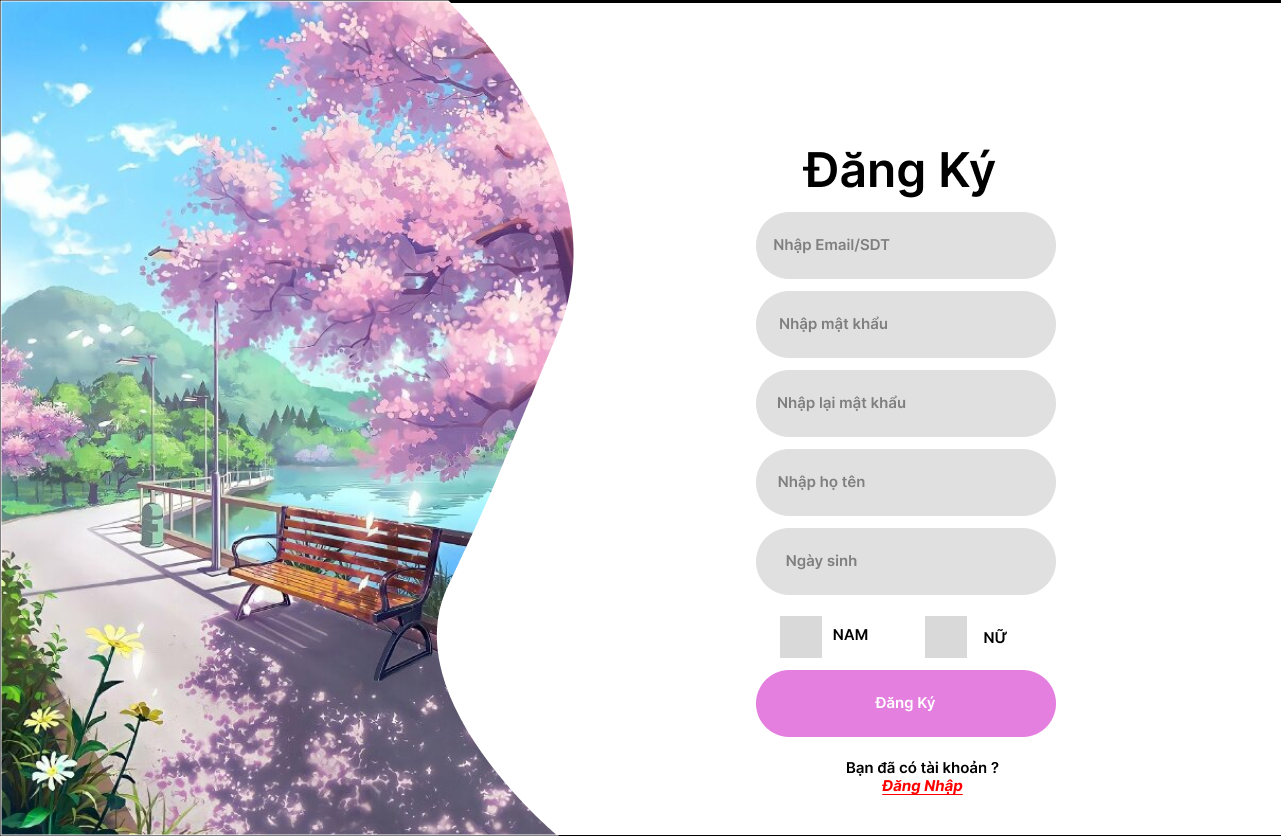 Đăng Ký
Nhập Email/SDT
Nhập mật khẩu
Nhập lại mật khẩu
Nhập họ tên
Ngày sinh
NAM NỮ
Đăng Ký
Bạn đã có tài khoản ?
Đăng Nhập